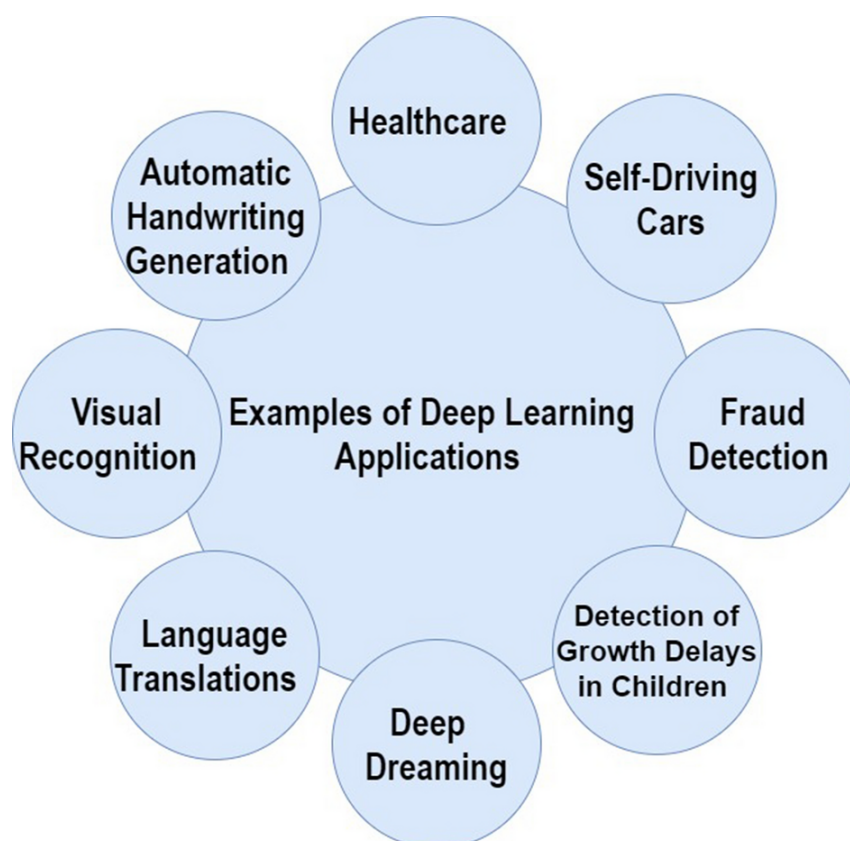 Healthcare
Self-Driving
Cars
Fraud
Detection
Detection of
Growth Delays
in Children
Deep
Dreaming
Language
Translations
Visual
Recognition
Automatic
Handwriting
Generation
Examples of Deep Learning
Applications